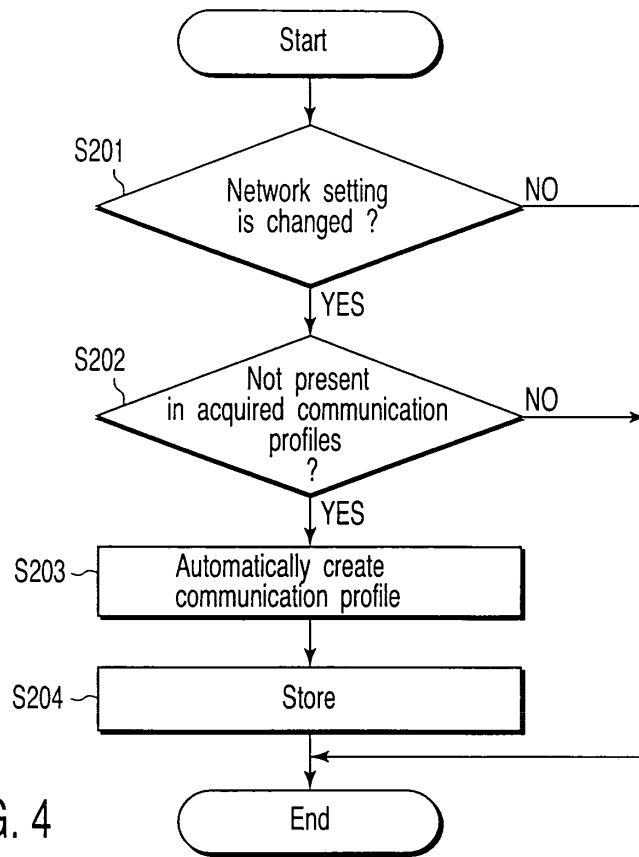 Start
S201
Network setting
is changed ?
NO
YES
S202
Not present
in acquired communication
profiles
?
NO
YES
S203
Automatically create
communication profile
S204
Store
End
G. 4